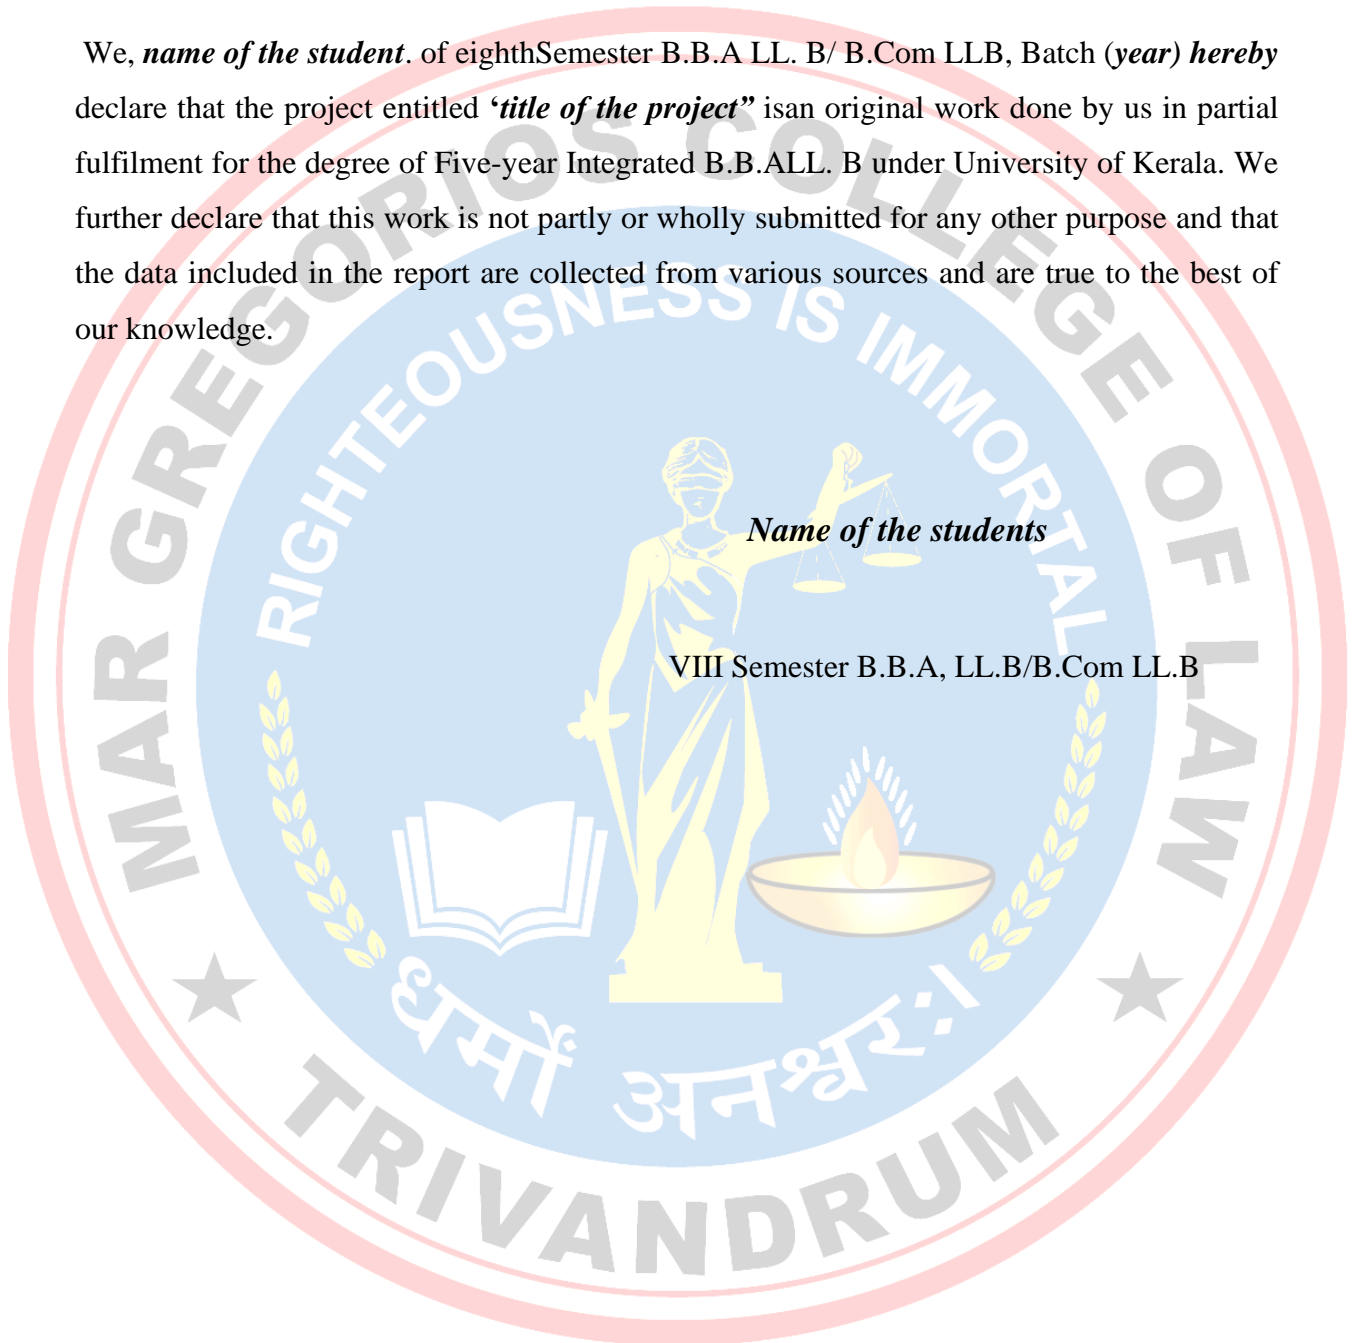 We, name of the student. of eighthSemester B.B.A LL. B/ B.Com LLB, Batch (year) hereby
declare that the project entitled ‘title of the project” isan original work done by us in partial
fulfilment for the degree of Five-year Integrated B.B.ALL. B under University of Kerala. We
further declare that this work is not partly or wholly submitted for any other purpose and that
the data included in the report are collected from various sources and are true to the best of
our knowledge.
Name of the students
VIII Semester B.B.A, LL.B/B.Com LL.B
MAR GREGORIOS COLLEGE OF LAW
RIGHTEOUSNESS IS IMMORTAL
धर्मो अनश्वरः।
TRIVANDRUM